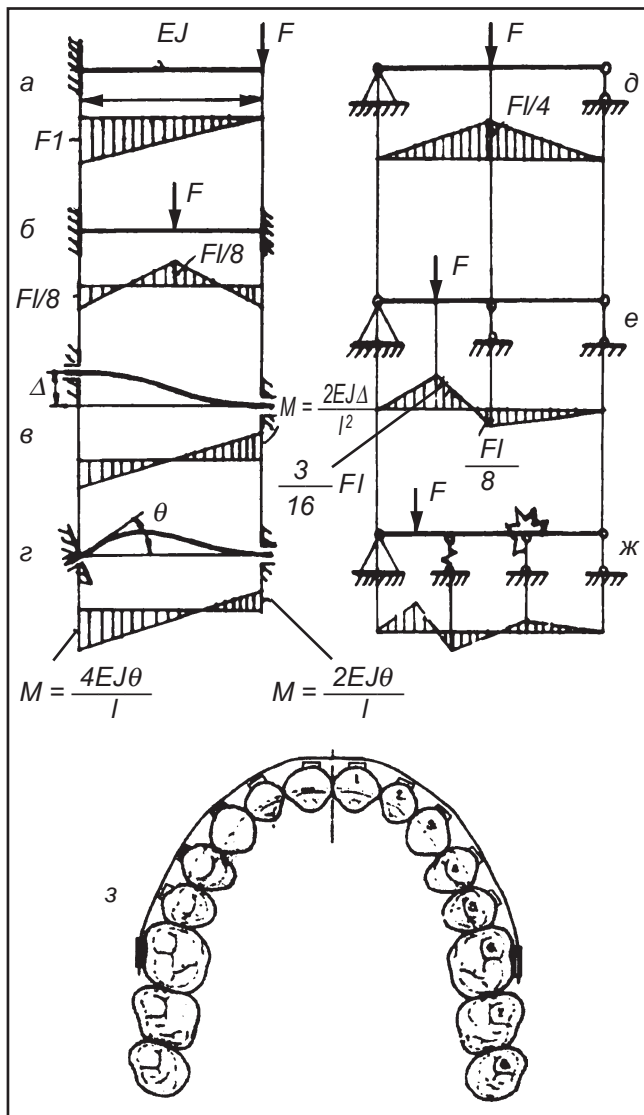 EJ
F
а
F1
F
д
Fl/4
б
F
Fl/8
Fl/8
F
е
Δ
в
M = 2EJΔ / l²
3 / 16 Fl
Fl / 8
г
θ
F
ж
M = 4EJθ / l
M = 2EJθ / l
з
1
2